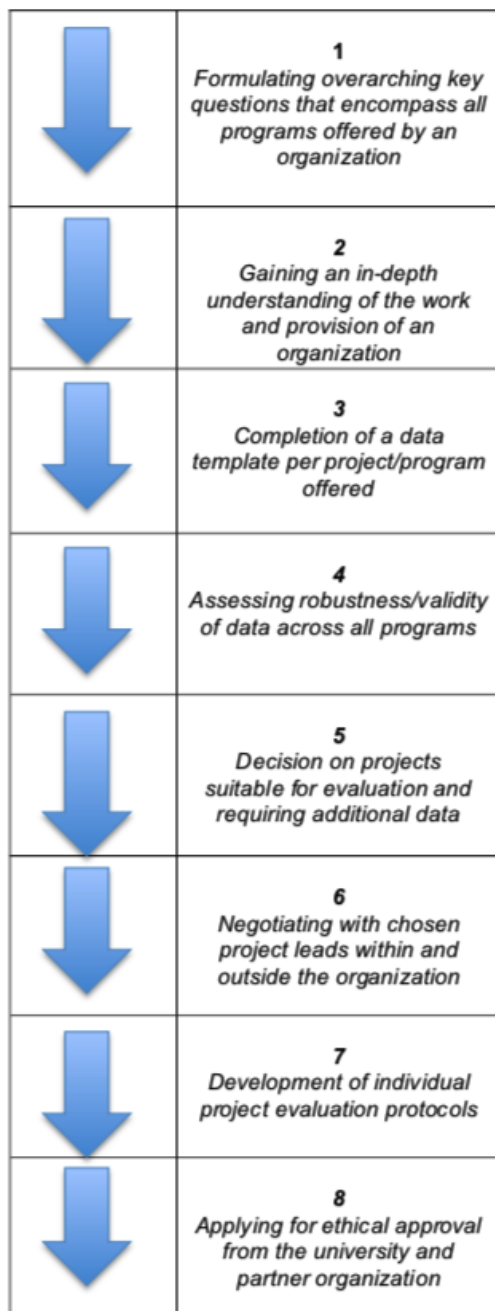 1
Formulating overarching key
questions that encompass all
programs offered by an
organization
2
Gaining an in-depth
understanding of the work
and provision of an
organization
3
Completion of a data
template per project/program
offered
4
Assessing robustness/validity
of data across all programs
5
Decision on projects
suitable for evaluation and
requiring additional data
6
Negotiating with chosen
project leads within and
outside the organization
7
Development of individual
project evaluation protocols
8
Applying for ethical approval
from the university and
partner organization